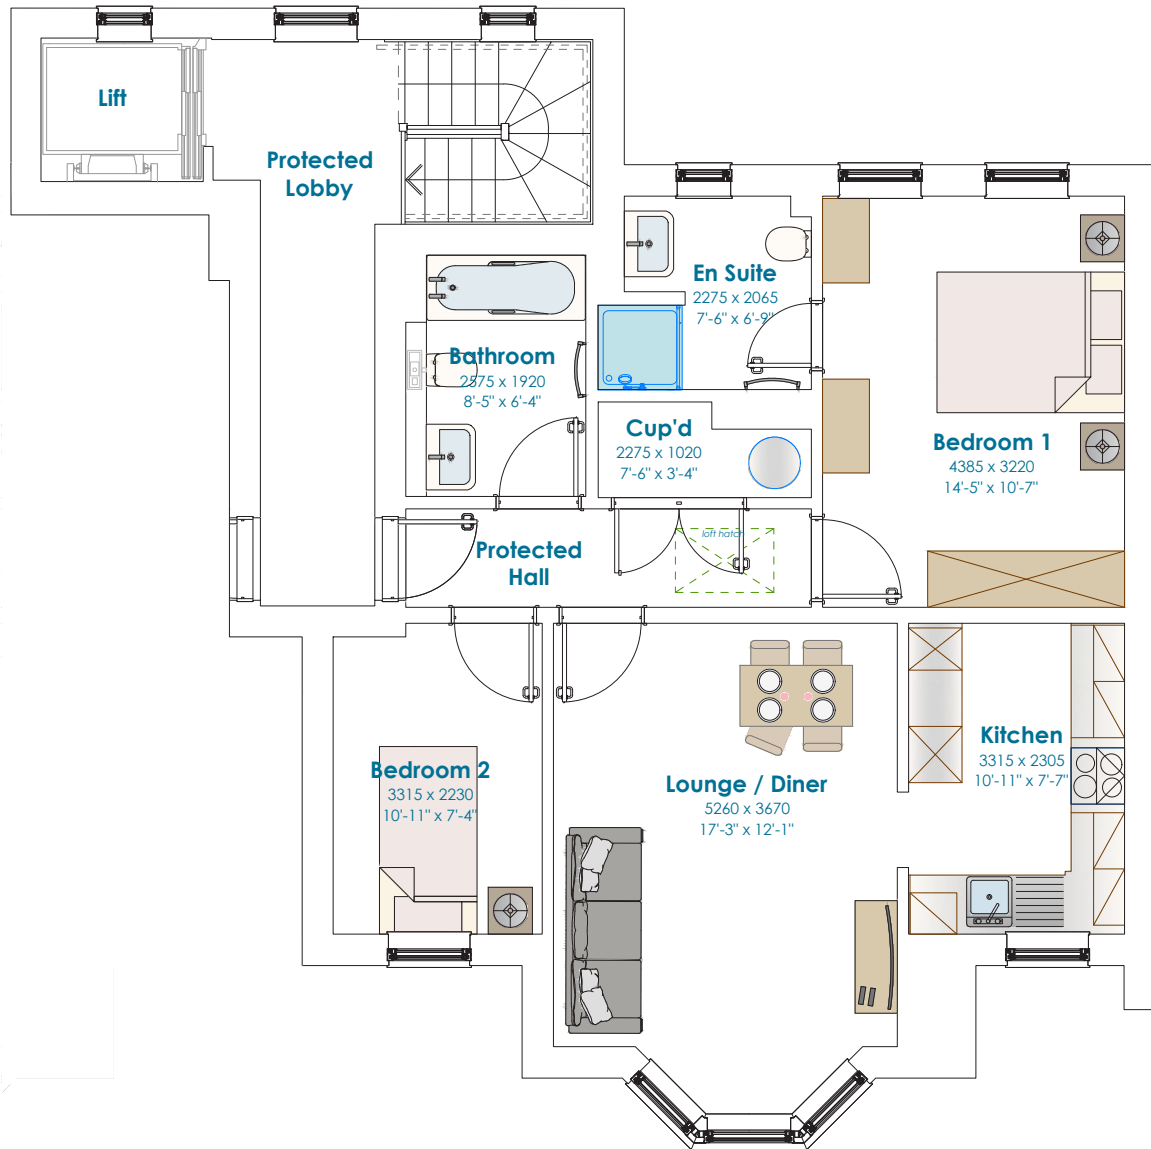 Lift
Protected
Lobby
En Suite
2275 x 2065
7'-6" x 6'-9"
Bathroom
2575 x 1920
8'-5" x 6'-4"
Cup'd
2275 x 1020
7'-6" x 3'-4"
Bedroom 1
4385 x 3220
14'-5" x 10'-7"
loft hatch
Protected
Hall
Kitchen
3315 x 2305
10'-11" x 7'-7"
Bedroom 2
3315 x 2230
10'-11" x 7'-4"
Lounge / Diner
5260 x 3670
17'-3" x 12'-1"